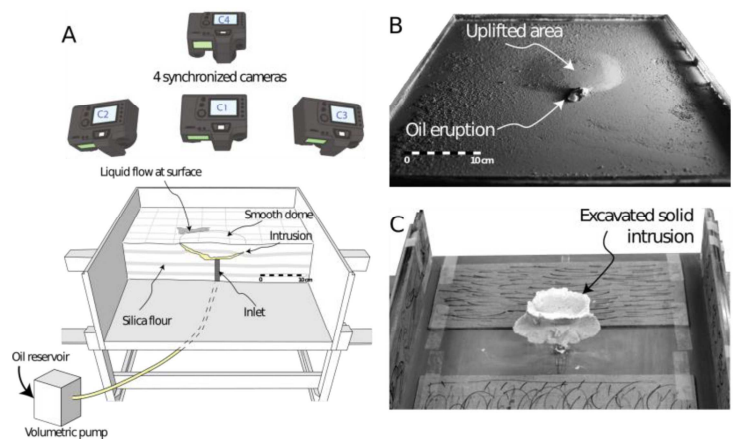 A
C4
4 synchronized cameras
C2
C1
C3
Liquid flow at surface
Smooth dome
Intrusion
0 10 cm
Silica flour
Inlet
Oil reservoir
Volumetric pump
B
Uplifted area
Oil eruption
0 10 cm
C
Excavated solid
intrusion